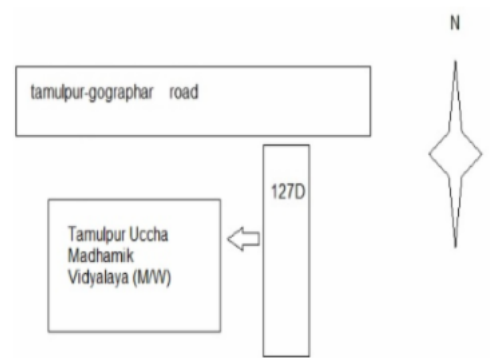 N
tamulpur-gographar road
127D
Tamulpur Uccha
Madhamik
Vidyalaya (M/W)